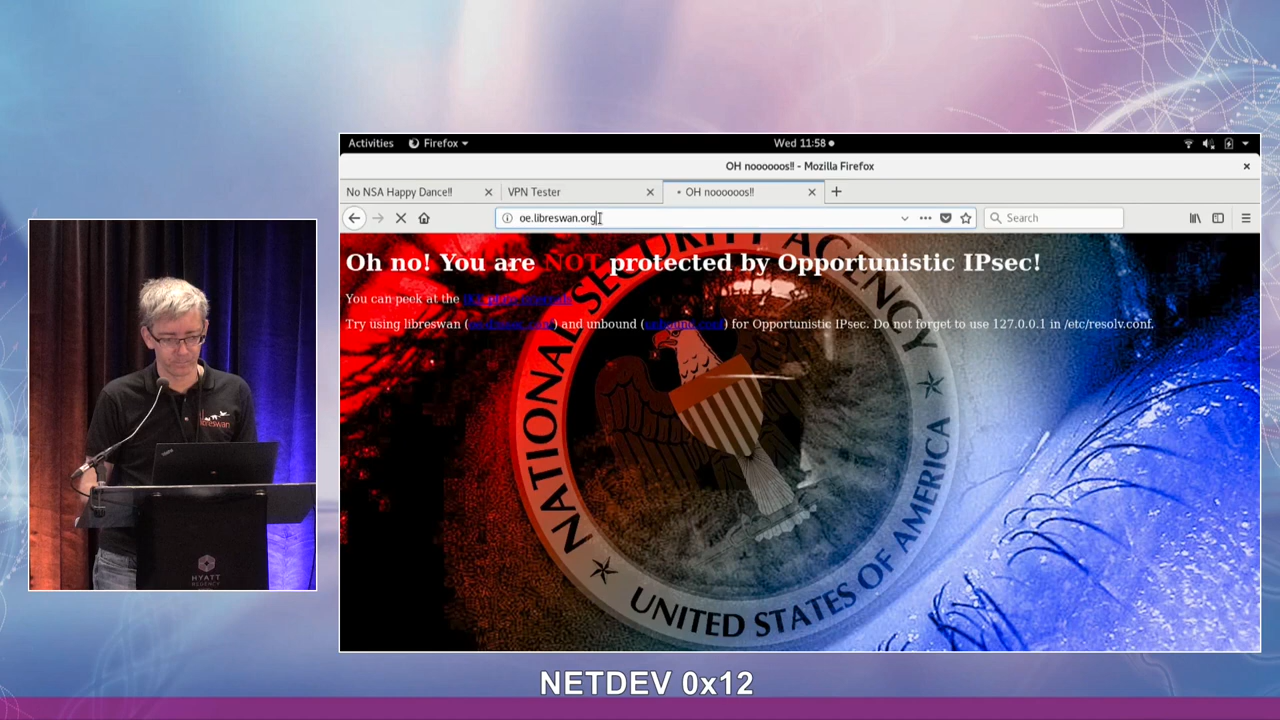 Activities Firefox Wed 11:58
OH noooooos!! - Mozilla Firefox
No NSA Happy Dance!! VPN Tester OH noooooos!!
oe.libreswan.org Search
Oh no! You are NOT protected by Opportunistic IPsec!
You can peek at the
Try using libreswan ( ) and unbound ( ) for Opportunistic IPsec. Do not forget to use 127.0.0.1 in /etc/resolv.conf.
NATIONAL SECURITY AGENCY
UNITED STATES OF AMERICA
libreswan
HYATT
REGENCY
NETDEV 0x12